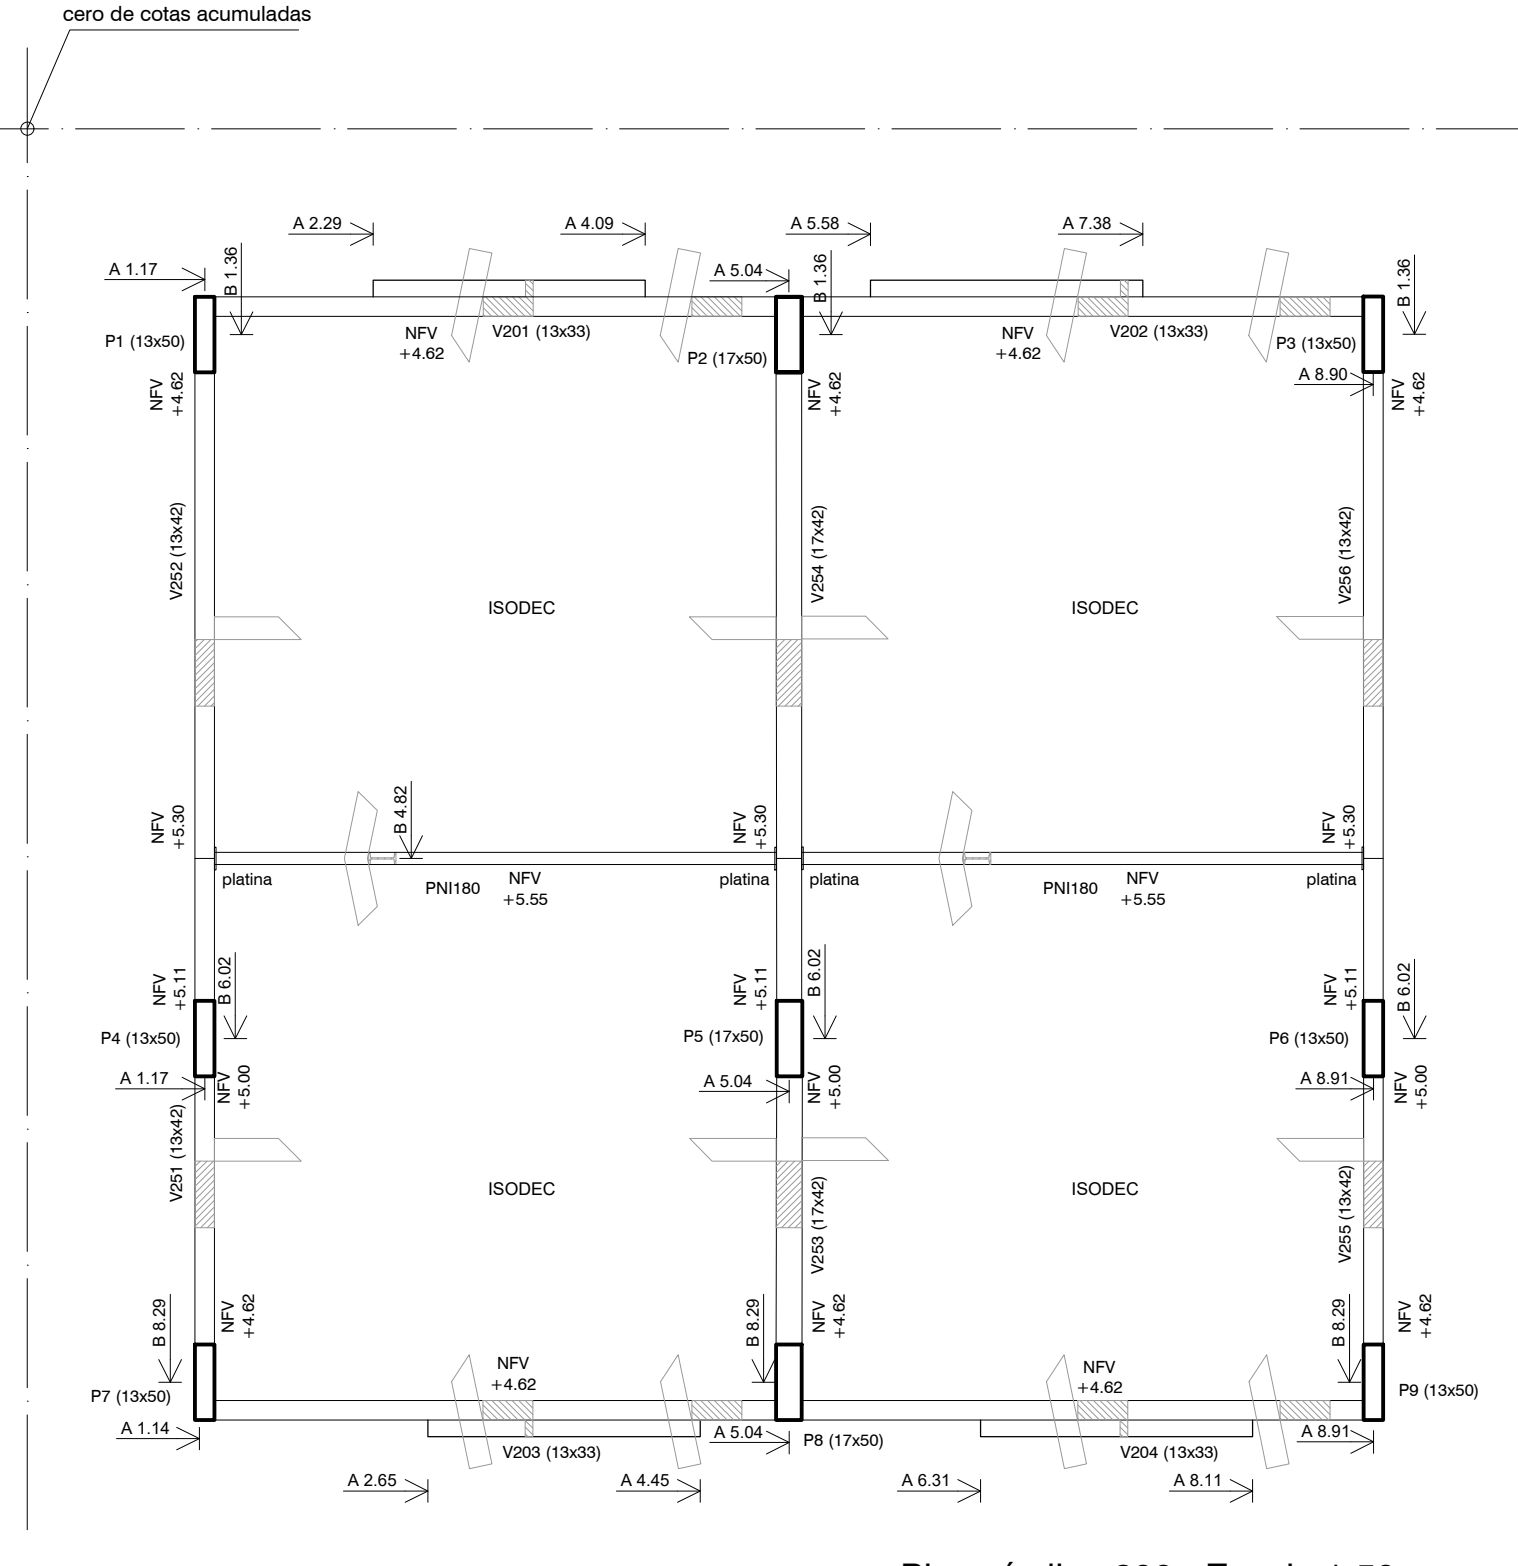 cero de cotas acumuladas
A 2.29
A 4.09
A 5.58
A 7.38
A 1.17
B 1.36
A 5.04
B 1.36
B 1.36
P1 (13x50)
NFV
+4.62
V201 (13x33)
P2 (17x50)
NFV
+4.62
V202 (13x33)
P3 (13x50)
A 8.90
NFV
+4.62
NFV
+4.62
NFV
+4.62
V252 (13x42)
V254 (17x42)
V256 (13x42)
ISODEC
ISODEC
NFV
+5.30
B 4.82
NFV
+5.30
NFV
+5.30
platina
PNI180
NFV
+5.55
platina
platina
PNI180
NFV
+5.55
platina
NFV
+5.11
B 6.02
NFV
+5.11
B 6.02
NFV
+5.11
B 6.02
P4 (13x50)
P5 (17x50)
P6 (13x50)
A 1.17
NFV
+5.00
A 5.04
NFV
+5.00
A 8.91
NFV
+5.00
V251 (13x42)
V253 (17x42)
V255 (13x42)
ISODEC
ISODEC
B 8.29
NFV
+4.62
B 8.29
NFV
+4.62
B 8.29
NFV
+4.62
NFV
+4.62
NFV
+4.62
P7 (13x50)
P9 (13x50)
A 1.14
V203 (13x33)
A 5.04
P8 (17x50)
V204 (13x33)
A 8.91
A 2.65
A 4.45
A 6.31
A 8.11